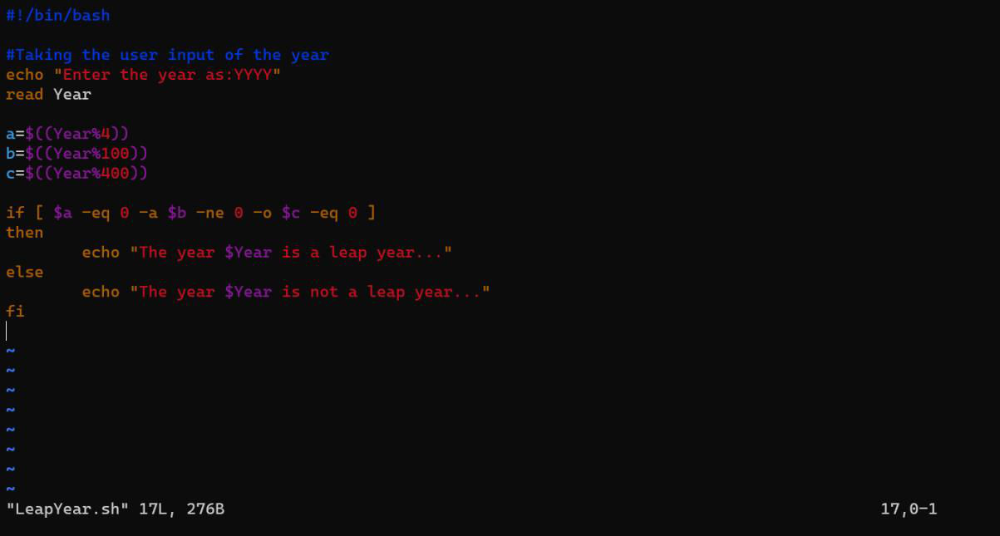 #!/bin/bash
#Taking the user input of the year
echo "Enter the year as:YYYY"
read Year
a=$((Year%4))
b=$((Year%100))
c=$((Year%400))
if [ $a -eq 0 -a $b -ne 0 -o $c -eq 0 ]
then
        echo "The year $Year is a leap year..."
else
        echo "The year $Year is not a leap year..."
fi
~
~
~
~
~
~
~
~
"LeapYear.sh" 17L, 276B 17,0-1